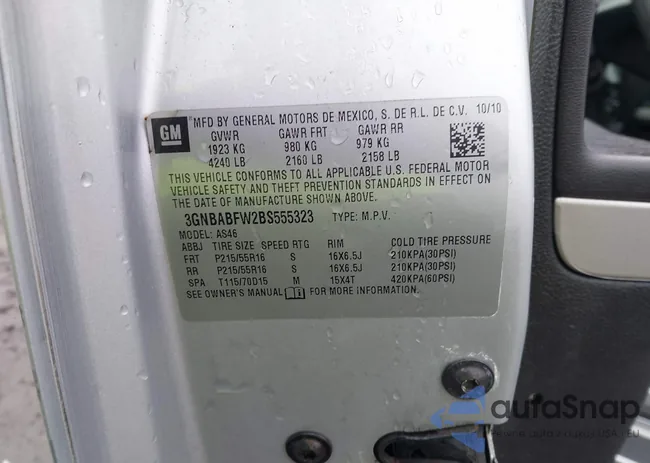 GM
MFD BY GENERAL MOTORS DE MEXICO, S. DE R.L. DE C.V. 10/10
GVWR GAWR FRT GAWR RR
1923 KG 980 KG 979 KG
4240 LB 2160 LB 2158 LB
THIS VEHICLE CONFORMS TO ALL APPLICABLE U.S. FEDERAL MOTOR
VEHICLE SAFETY AND THEFT PREVENTION STANDARDS IN EFFECT ON
THE DATE OF MANUFACTURE SHOWN ABOVE.
3GNBABFW2BS555323 TYPE: M.P.V.
MODEL: AS46
ABBJ TIRE SIZE SPEED RTG RIM COLD TIRE PRESSURE
FRT P215/55R16 S 16X6.5J 210KPA(30PSI)
RR P215/55R16 S 16X6.5J 210KPA(30PSI)
SPA T115/70D15 M 15X4T 420KPA(60PSI)
SEE OWNER'S MANUAL FOR MORE INFORMATION.
autaSnap